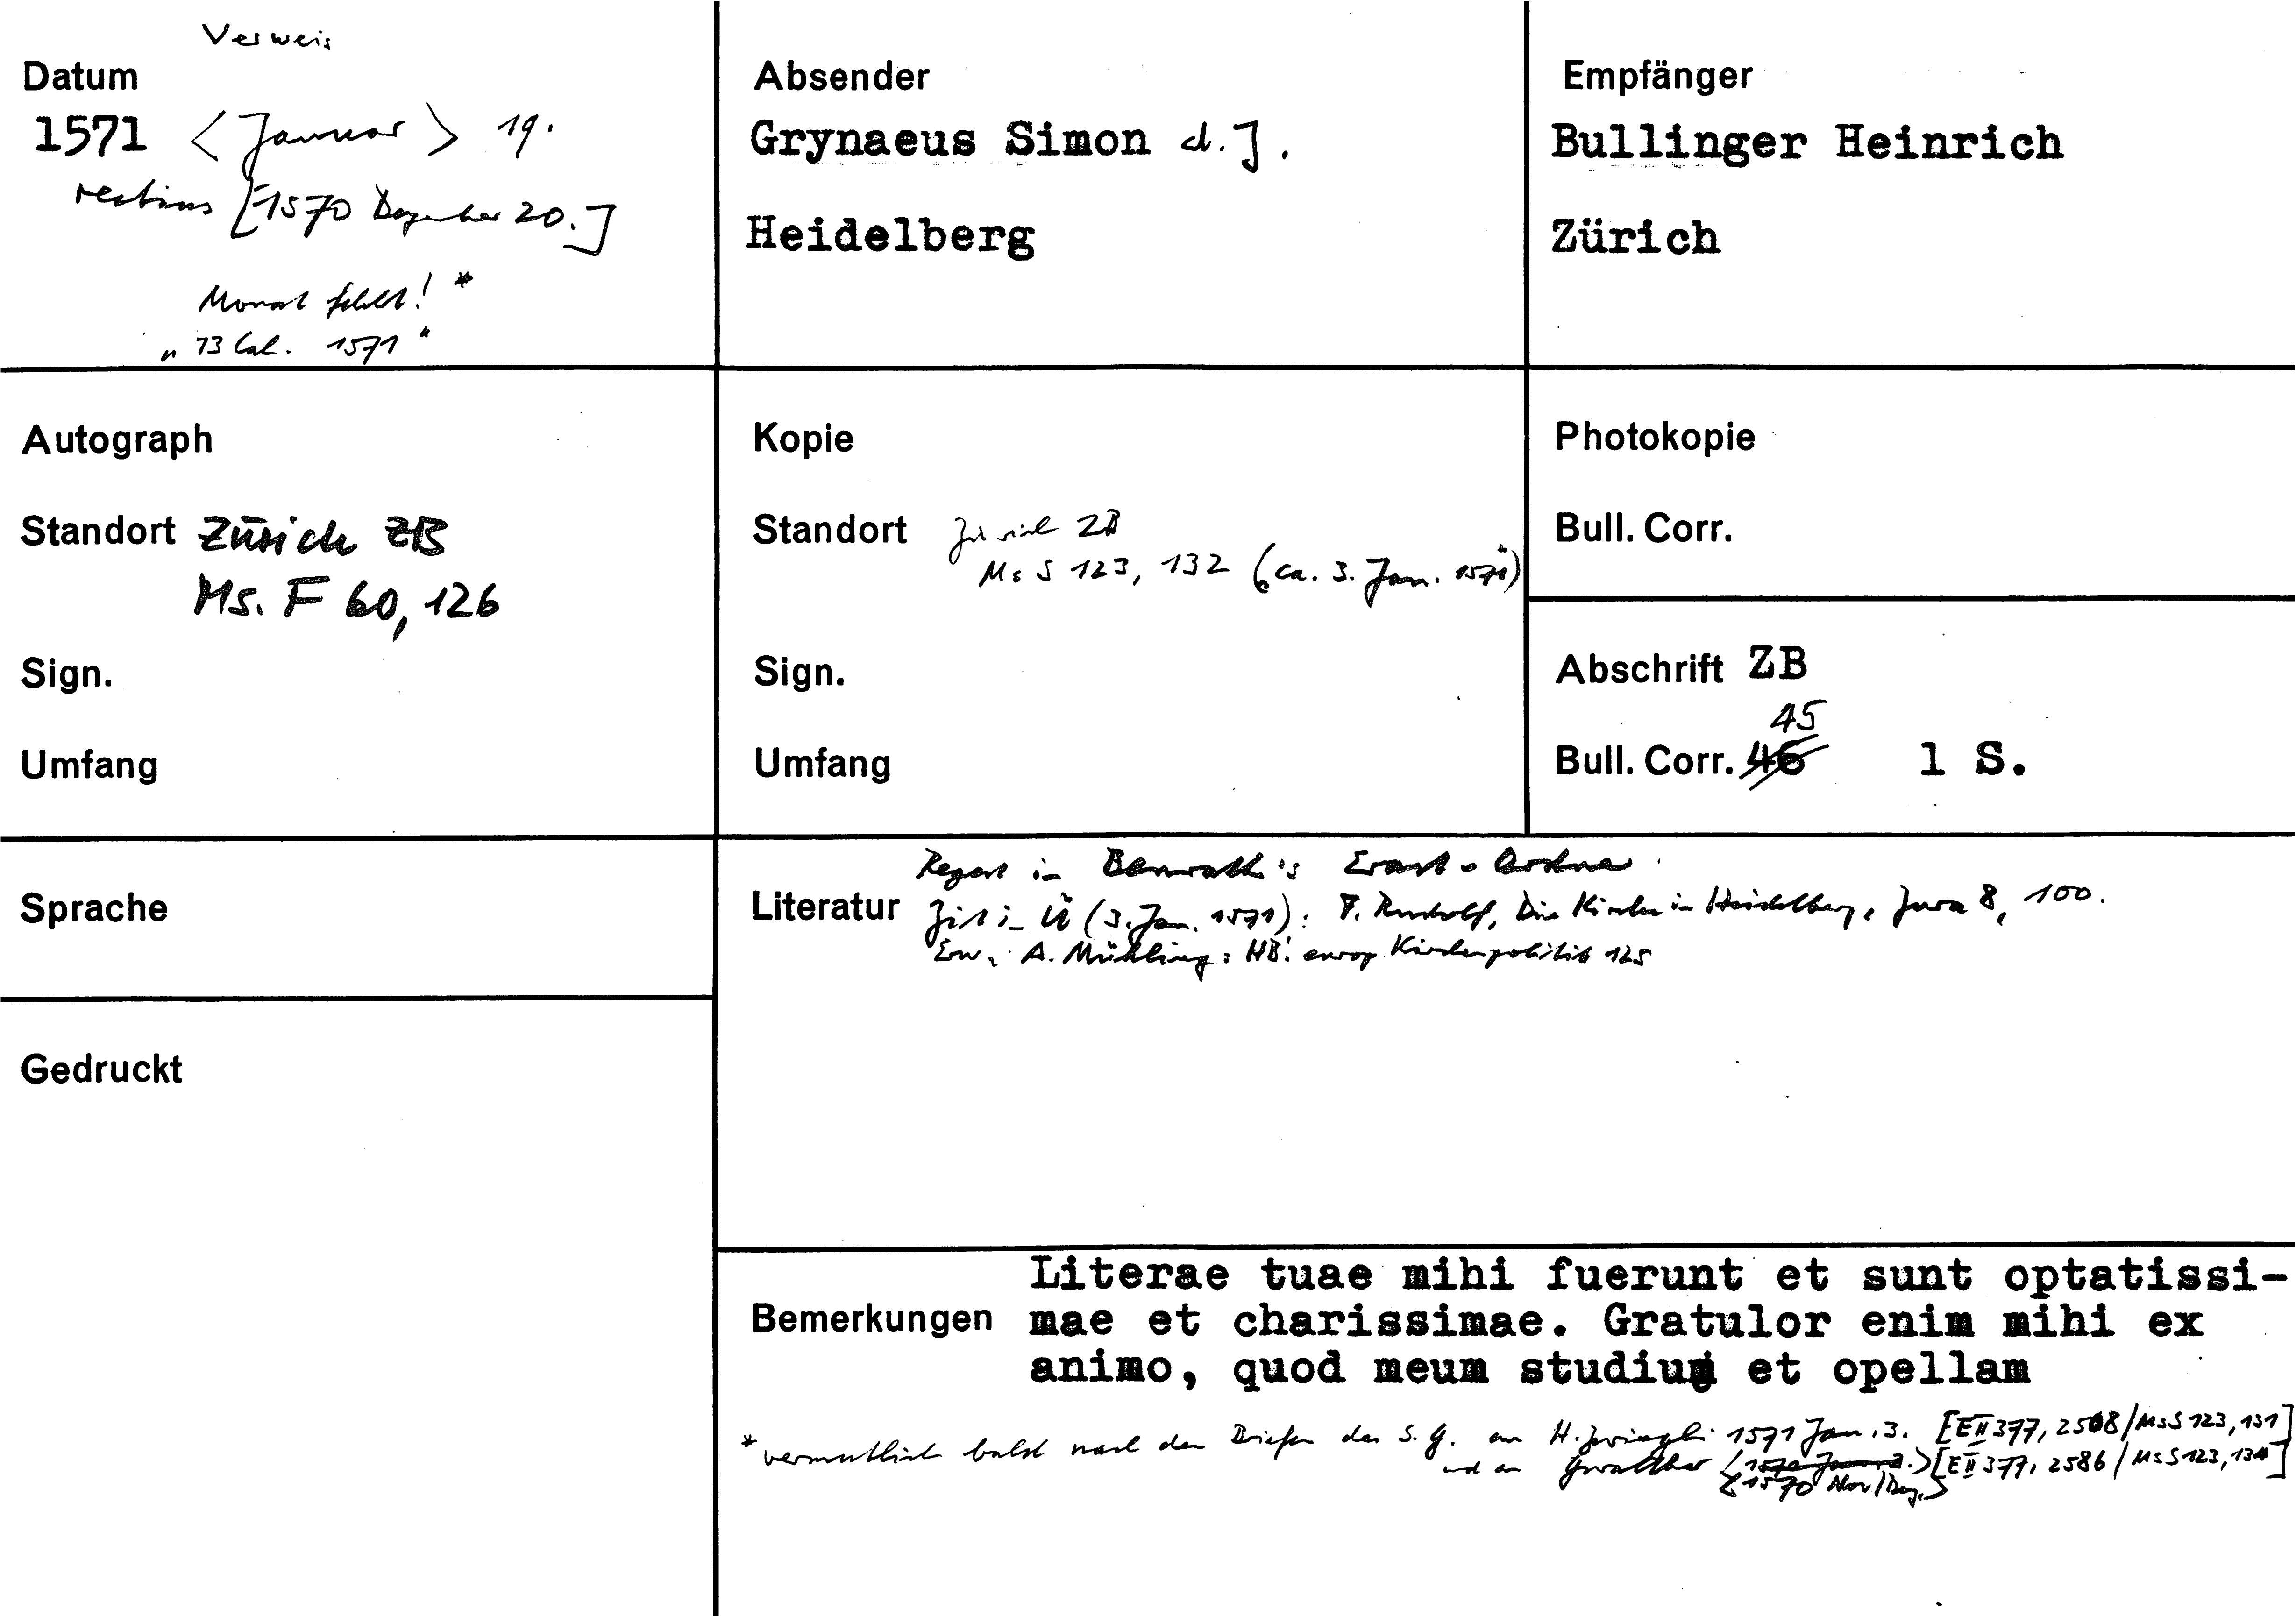 Verweis
Datum
1571 < Januar > 19.
rectius [1570 Dezember 20.]
Monat fehlt! *
"13 Cal. 1571"
Absender
Grynaeus Simon d. J.
Heidelberg
Empfänger
Bullinger Heinrich
Zürich
Autograph
Standort Zürich ZB
Ms. F 60, 126
Sign.
Umfang
Kopie
Standort Zürich ZB
Ms S 123, 132 ("ca. 3. Jan. 1571")
Sign.
Umfang
Photokopie
Bull. Corr.
Abschrift ZB
45
Bull. Corr. 46 1 S.
Sprache
Gedruckt
Regest in Benrath's Erast-
Literatur Zit in Ü (3. Jan. 1571): F. Rudolf, Die Kirche in Heidelberg, Zwa 8, 100.
Erw. A. Mühling: HB's europ Kirchenpolitik 125
Literae tuae mihi fuerunt et sunt optatissi-
Bemerkungen mae et charissimae. Gratulor enim mihi ex
animo, quod meum studium et opellam
* vermutlich bald nach den Briefen des S. G. an H. Zwingli 1571 Jan. 3. [E II 377, 2508 / Ms S 123, 131]
und an Gwalther <1570 Jan. 3.> [E II 377, 2586 / Ms S 123, 134]
<1570 Nov/Dez.>